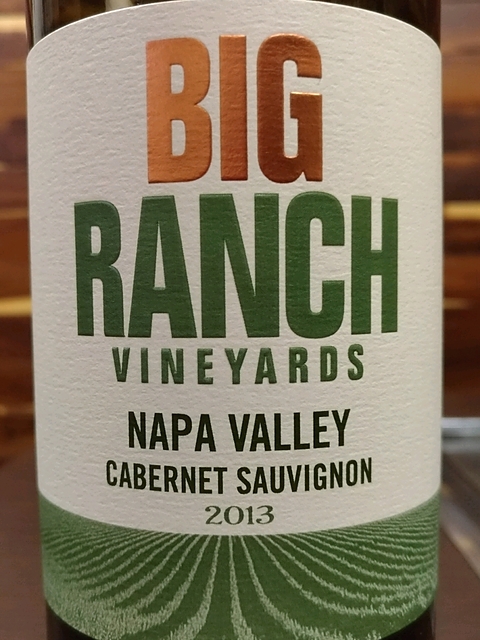 BIG
RANCH
VINEYARDS
NAPA VALLEY
CABERNET SAUVIGNON
2013